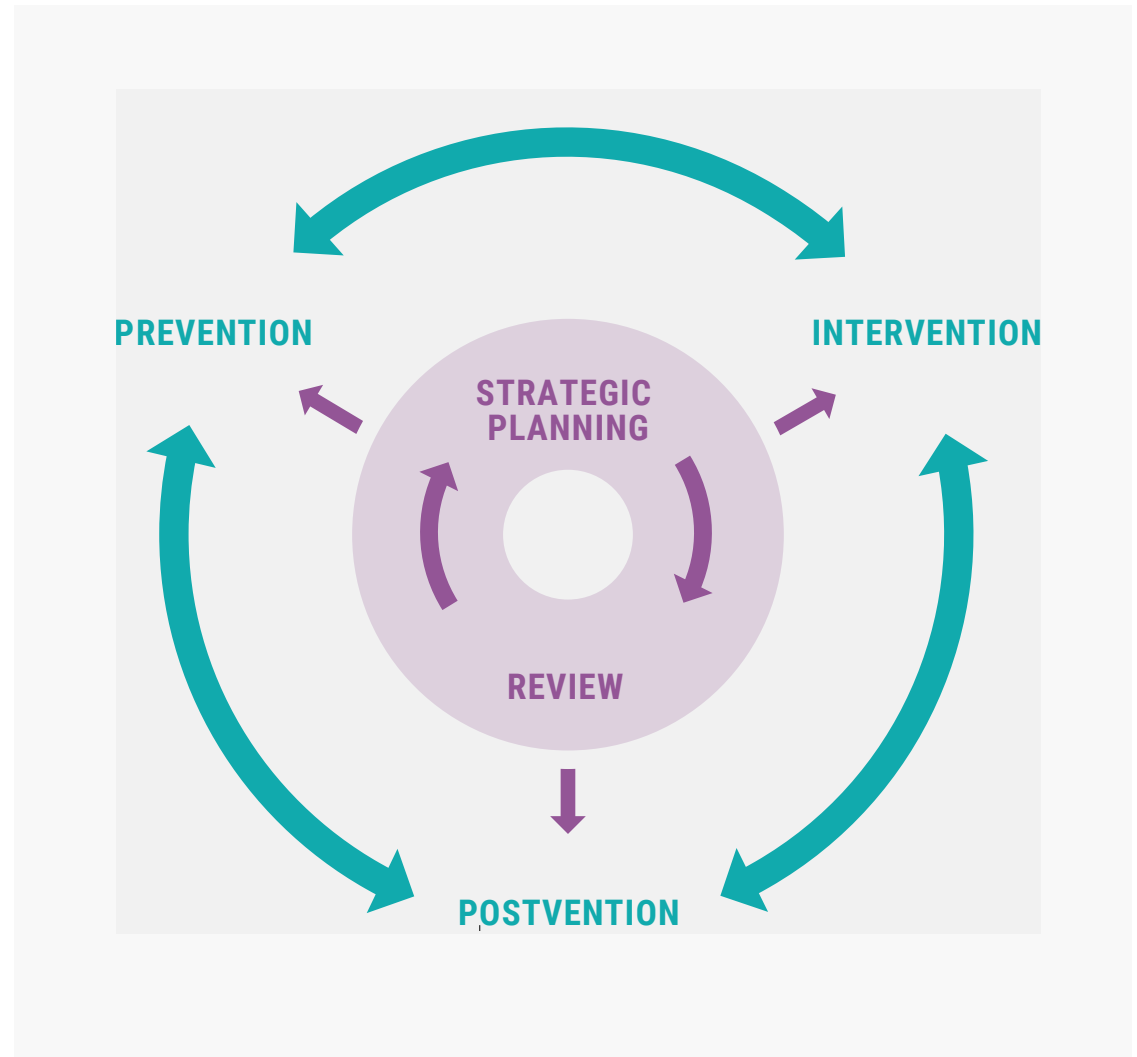 PREVENTION
INTERVENTION
STRATEGIC
PLANNING
REVIEW
POSTVENTION